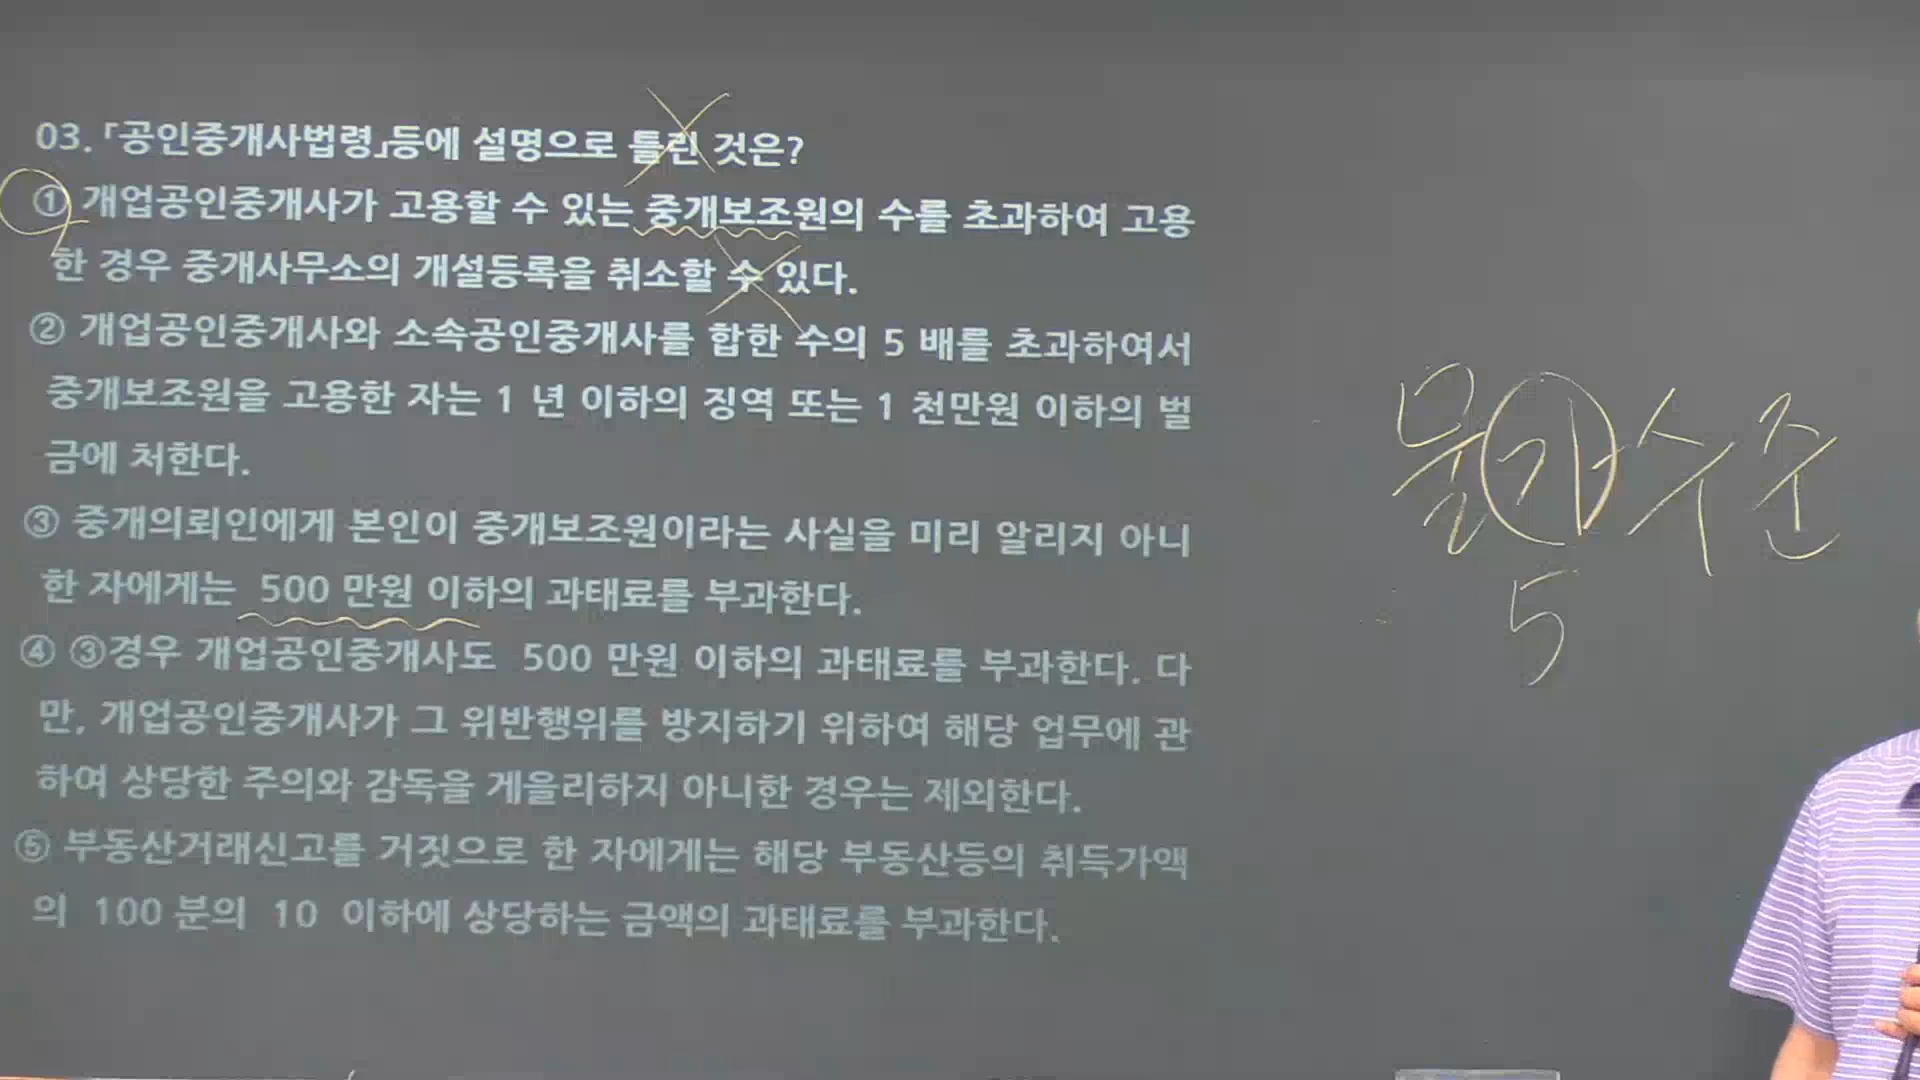 03. 「공인중개사법령」등에 설명으로 틀린 것은?
① 개업공인중개사가 고용할 수 있는 중개보조원의 수를 초과하여 고용
한 경우 중개사무소의 개설등록을 취소할 수 있다.
② 개업공인중개사와 소속공인중개사를 합한 수의 5 배를 초과하여서
중개보조원을 고용한 자는 1 년 이하의 징역 또는 1 천만원 이하의 벌
금에 처한다.
③ 중개의뢰인에게 본인이 중개보조원이라는 사실을 미리 알리지 아니
한 자에게는 500 만원 이하의 과태료를 부과한다.
④ ③경우 개업공인중개사도 500 만원 이하의 과태료를 부과한다. 다
만, 개업공인중개사가 그 위반행위를 방지하기 위하여 해당 업무에 관
하여 상당한 주의와 감독을 게을리하지 아니한 경우는 제외한다.
⑤ 부동산거래신고를 거짓으로 한 자에게는 해당 부동산등의 취득가액
의 100 분의 10 이하에 상당하는 금액의 과태료를 부과한다.
물가수준
5